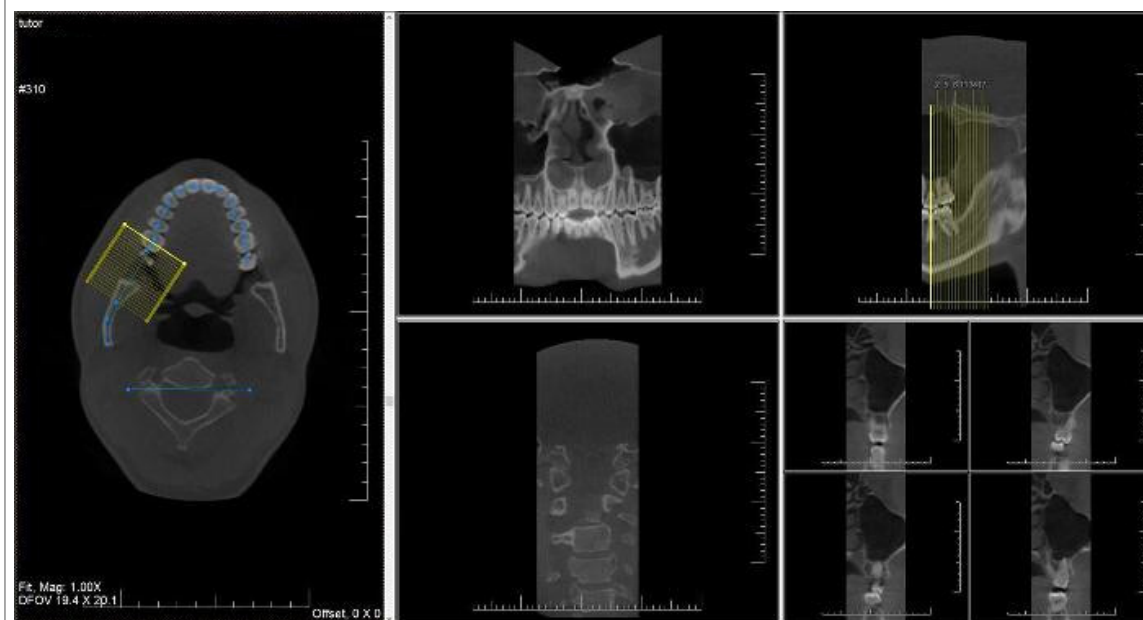 tutor
#310
Fit, Mag: 1.00X
DFOV 19.4 X 20.1
Offset, 0 X 0